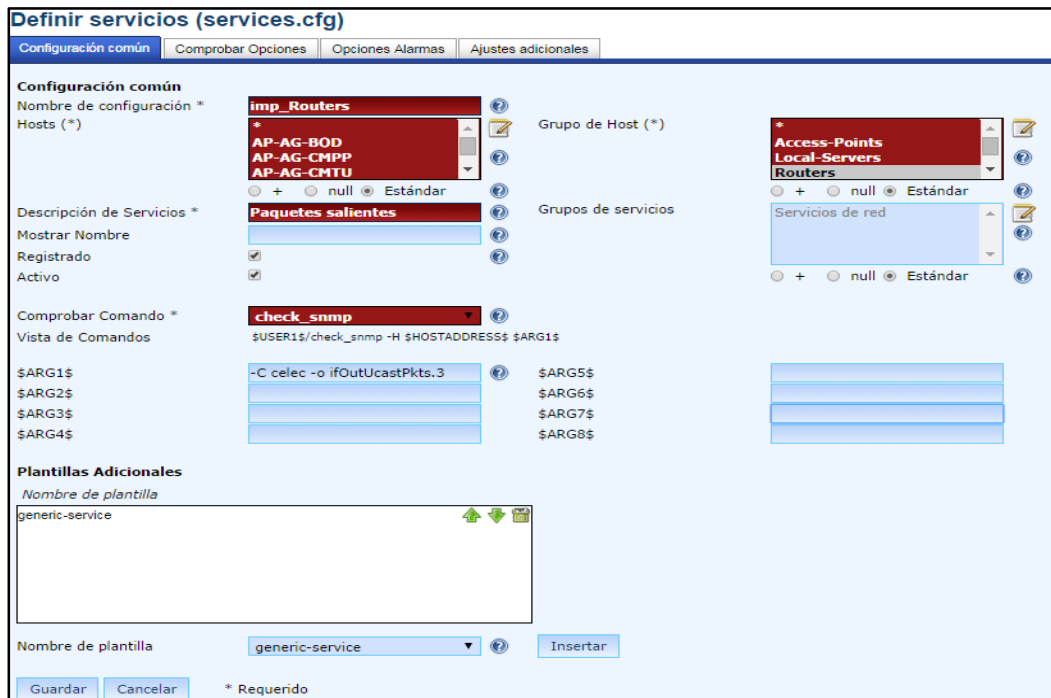 Definir servicios (services.cfg)
Configuración común Comprobar Opciones Opciones Alarmas Ajustes adicionales
Configuración común
Nombre de configuración * imp_Routers
Hosts (*) * Grupo de Host (*) *
AP-AG-BOD Access-Points
AP-AG-CMPP Local-Servers
AP-AG-CMTU Routers
+ null Estándar + null Estándar
Descripción de Servicios * Paquetes salientes Grupos de servicios Servicios de red
Mostrar Nombre
Registrado
Activo + null Estándar
Comprobar Comando * check_snmp
Vista de Comandos $USER1$/check_snmp -H $HOSTADDRESS$ $ARG1$
$ARG1$ -C celec -o ifOutUcastPkts.3 $ARG5$
$ARG2$ $ARG6$
$ARG3$ $ARG7$
$ARG4$ $ARG8$
Plantillas Adicionales
Nombre de plantilla
generic-service
Nombre de plantilla generic-service Insertar
Guardar Cancelar * Requerido